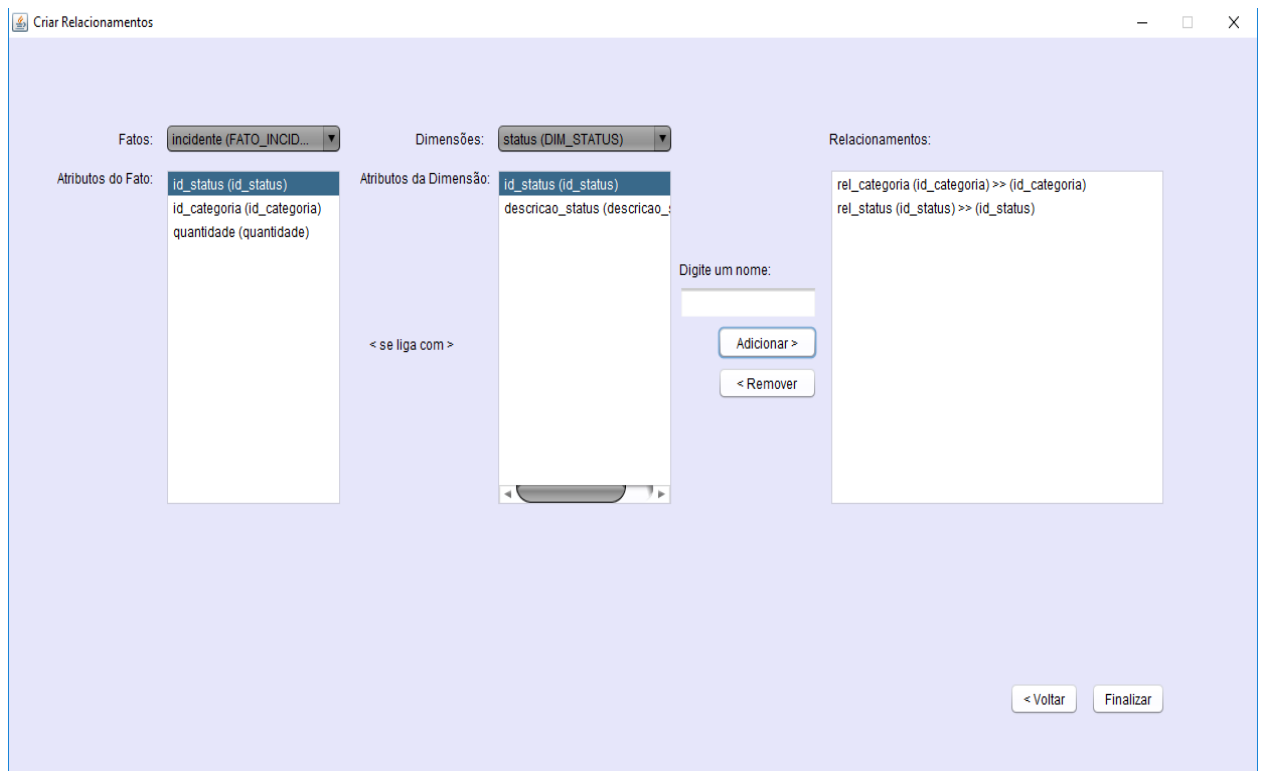 Criar Relacionamentos
Fatos:
incidente (FATO_INCID...
Dimensões:
status (DIM_STATUS)
Relacionamentos:
Atributos do Fato:
id_status (id_status)
id_categoria (id_categoria)
quantidade (quantidade)
Atributos da Dimensão:
id_status (id_status)
descricao_status (descricao_s
rel_categoria (id_categoria) >> (id_categoria)
rel_status (id_status) >> (id_status)
Digite um nome:
< se liga com >
Adicionar >
< Remover
< Voltar
Finalizar